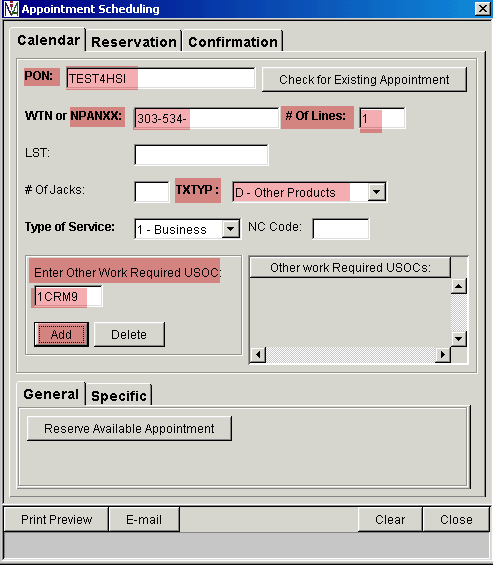 Appointment Scheduling
Calendar Reservation Confirmation
PON: TEST4HSI Check for Existing Appointment
WTN or NPANXX: 303-534- # Of Lines: 1
LST:
# Of Jacks: TXTYP : D - Other Products
Type of Service: 1 - Business NC Code:
Enter Other Work Required USOC: Other work Required USOCs:
1CRM9
Add Delete
General Specific
Reserve Available Appointment
Print Preview E-mail Clear Close